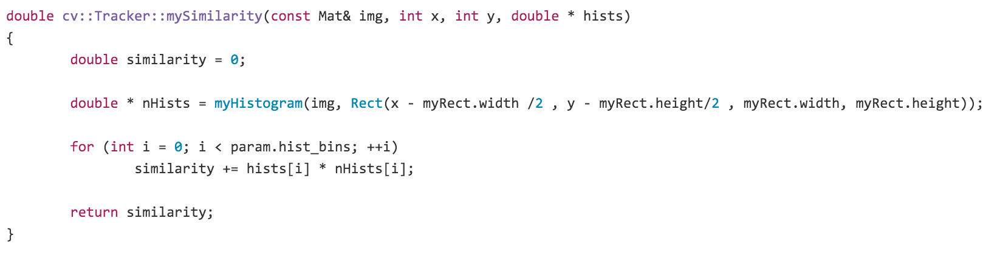 double cv::Tracker::mySimilarity(const Mat& img, int x, int y, double * hists)
{
double similarity = 0;
double * nHists = myHistogram(img, Rect(x - myRect.width /2 , y - myRect.height/2 , myRect.width, myRect.height));
for (int i = 0; i < param.hist_bins; ++i)
similarity += hists[i] * nHists[i];
return similarity;
}